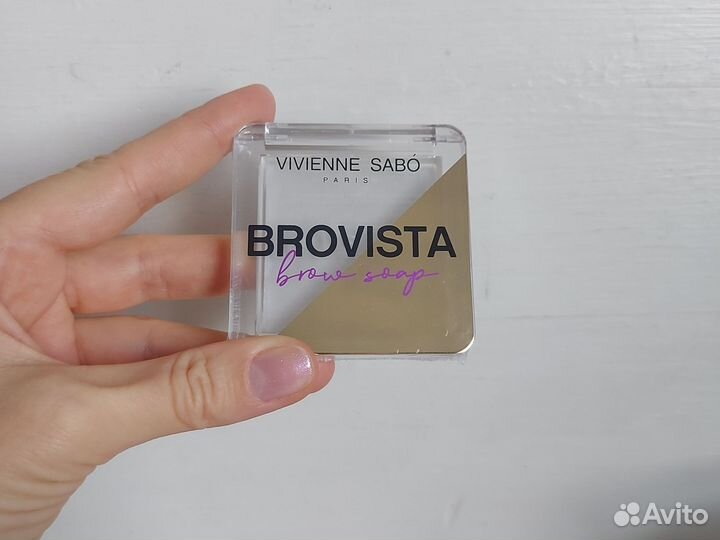 VIVIENNE SABÓ
PARIS
BROVISTA
brow soap
Avito